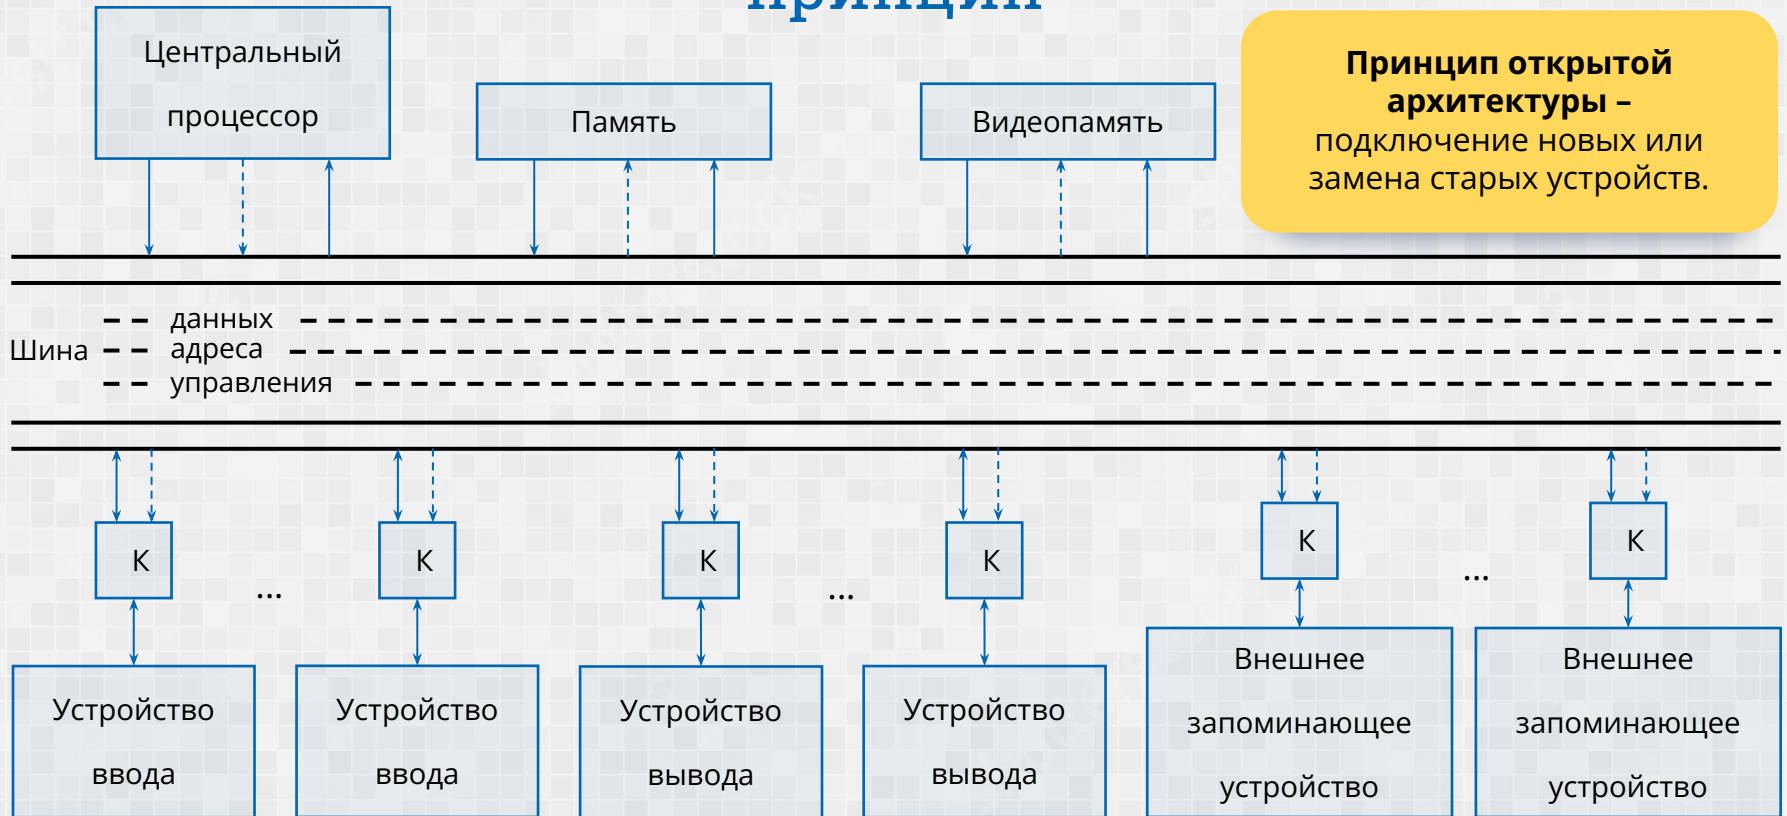 принцип
Центральный
процессор
Память
Видеопамять
Принцип открытой
архитектуры –
подключение новых или
замена старых устройств.
Шина
данных
адреса
управления
К
К
К
К
К
К
...
...
...
Устройство
ввода
Устройство
ввода
Устройство
вывода
Устройство
вывода
Внешнее
запоминающее
устройство
Внешнее
запоминающее
устройство